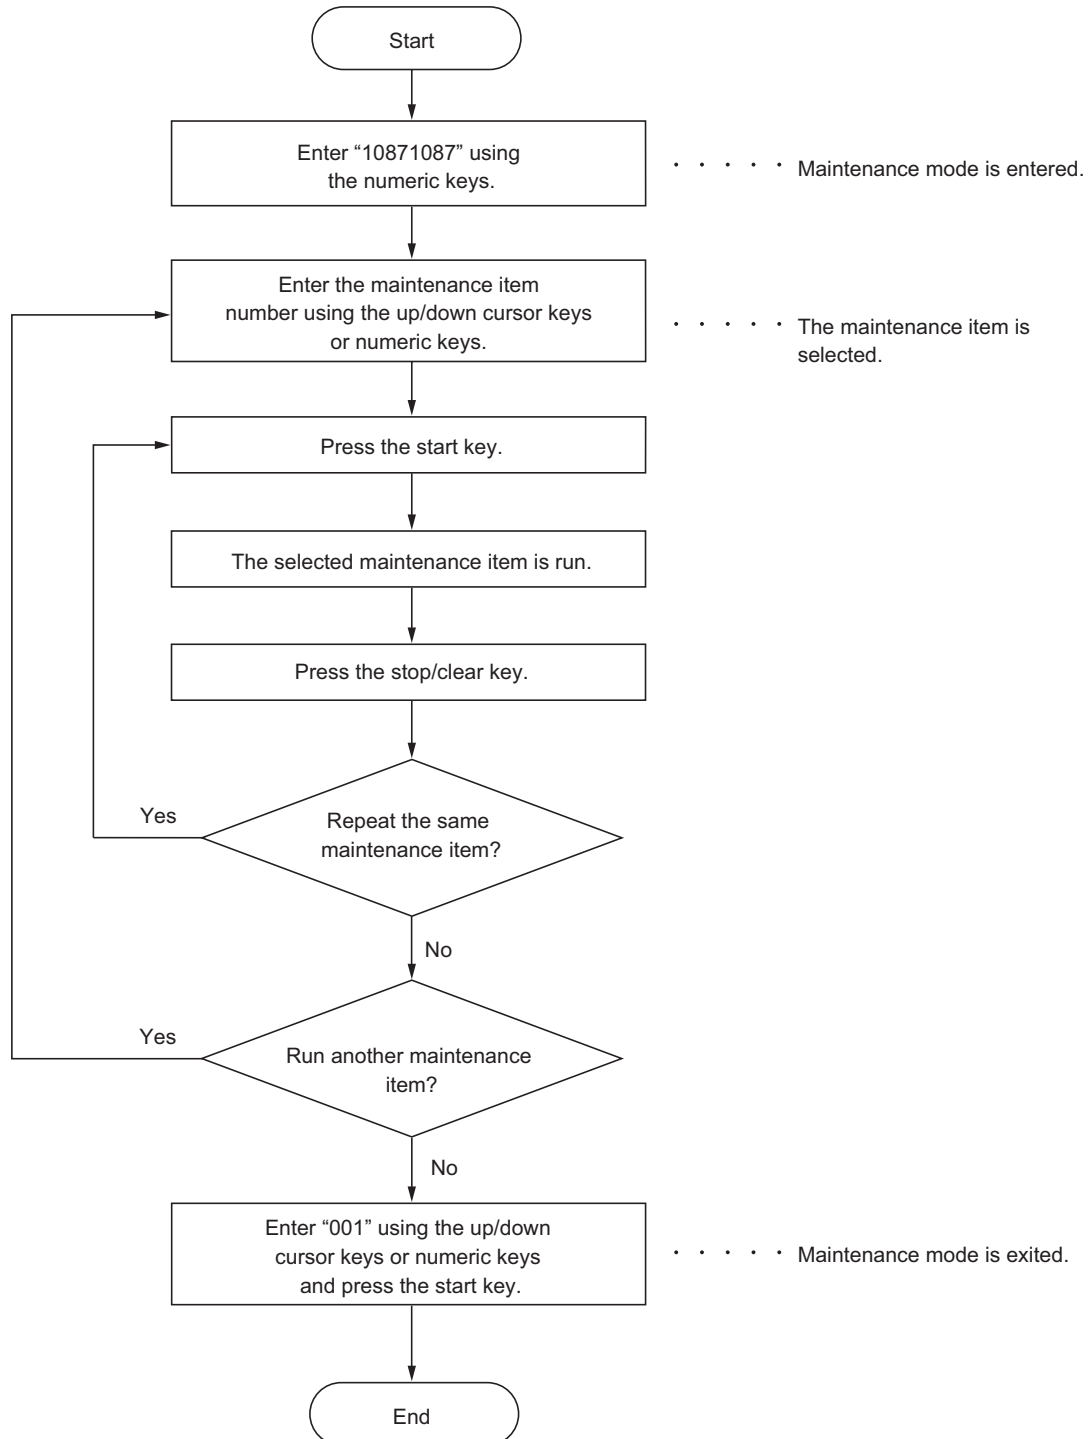 Start
Enter “10871087” using
the numeric keys.
· · · · · Maintenance mode is entered.
Enter the maintenance item
number using the up/down cursor keys
or numeric keys.
· · · · · The maintenance item is
selected.
Press the start key.
The selected maintenance item is run.
Press the stop/clear key.
Yes
Repeat the same
maintenance item?
No
Yes
Run another maintenance
item?
No
Enter “001” using the up/down
cursor keys or numeric keys
and press the start key.
· · · · · Maintenance mode is exited.
End